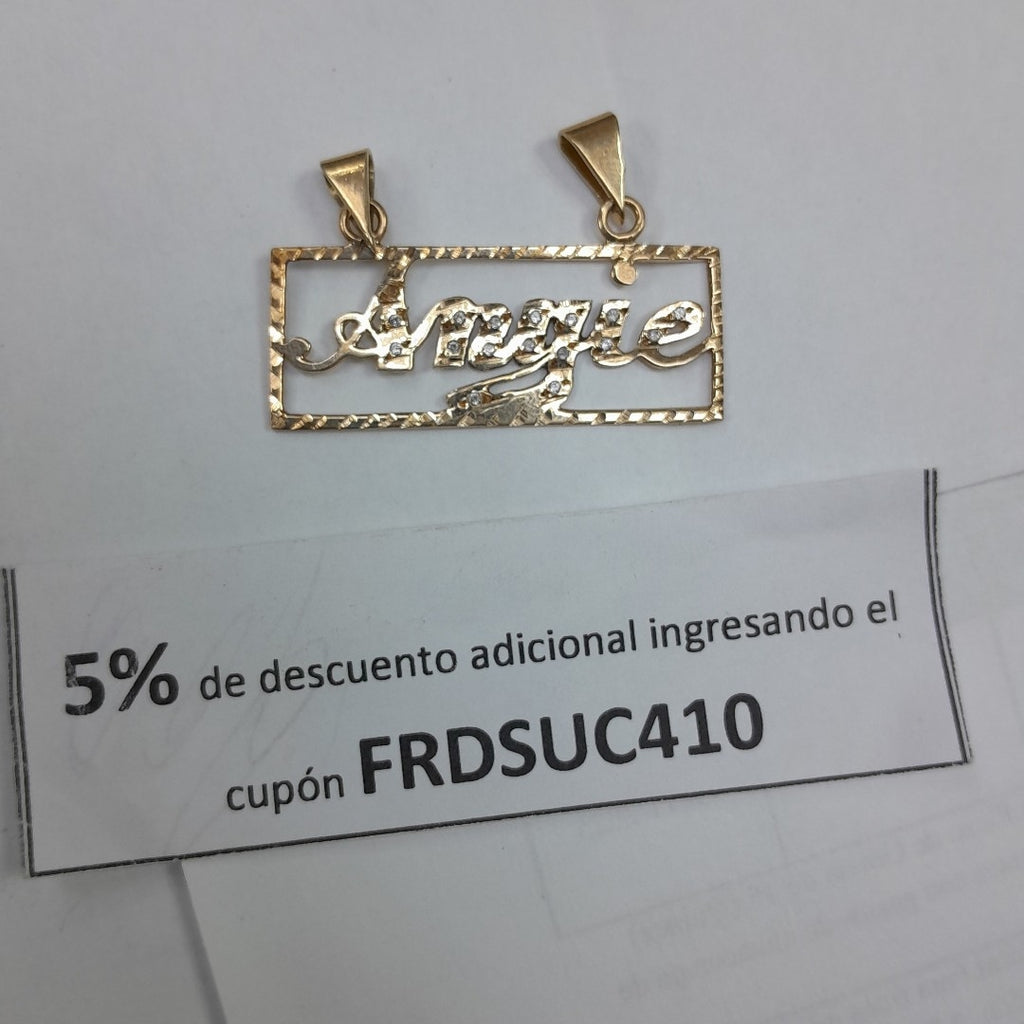 Angie
5% de descuento adicional ingresando el
cupón FRDSUC410